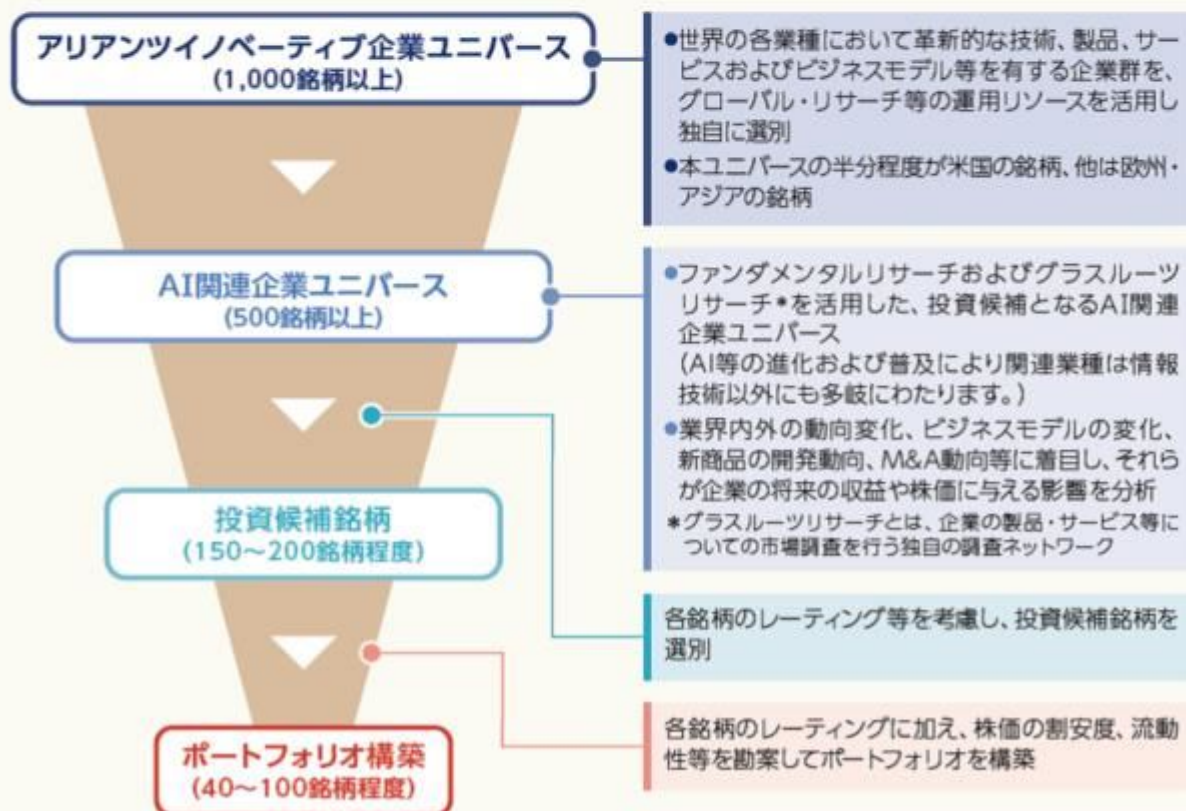 アリアンツイノベーティブ企業ユニバース
(1,000銘柄以上)
●世界の各業種において革新的な技術、製品、サー
ビスおよびビジネスモデル等を有する企業群を、
グローバル・リサーチ等の運用リソースを活用し
独自に選別
●本ユニバースの半分程度が米国の銘柄、他は欧州・
アジアの銘柄
AI関連企業ユニバース
(500銘柄以上)
●ファンダメンタルリサーチおよびグラスルーツ
リサーチ*を活用した、投資候補となるAI関連
企業ユニバース
(AI等の進化および普及により関連業種は情報
技術以外にも多岐にわたります。)
●業界内外の動向変化、ビジネスモデルの変化、
新商品の開発動向、M&A動向等に着目し、それら
が企業の将来の収益や株価に与える影響を分析
*グラスルーツリサーチとは、企業の製品・サービス等に
ついての市場調査を行う独自の調査ネットワーク
投資候補銘柄
(150～200銘柄程度)
各銘柄のレーティング等を考慮し、投資候補銘柄を
選別
ポートフォリオ構築
(40～100銘柄程度)
各銘柄のレーティングに加え、株価の割安度、流動
性等を勘案してポートフォリオを構築